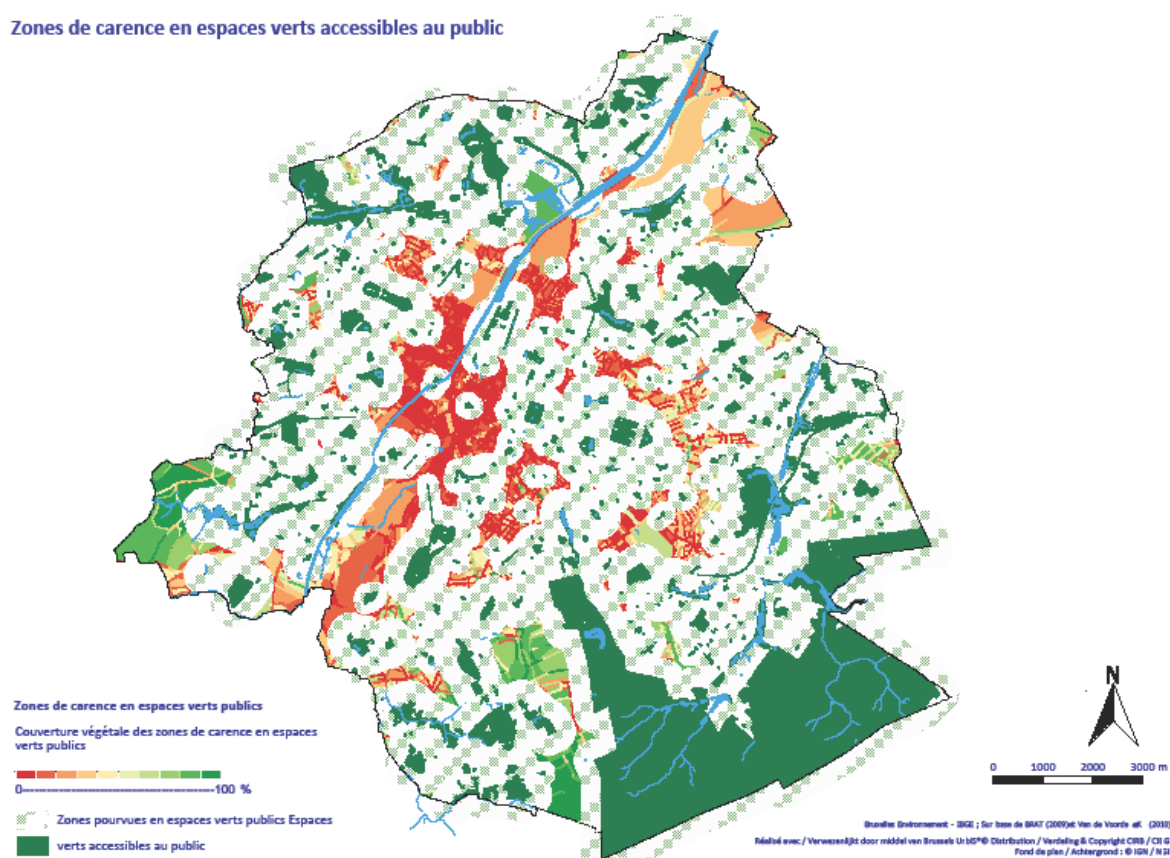 Zones de carence en espaces verts accessibles au public
N
0 1000 2000 3000 m
Zones de carence en espaces verts publics
Couverture végétale des zones de carence en espaces
verts publics
0-----------------------------------------100 %
Zones pourvues en espaces verts publics Espaces
verts accessibles au public
Bruxelles Environnement - IBGE ; Sur base de BRAT (2009)et Van de Voorde (2010)
Réalisé avec / Verwezenlijkt door middel van Brussels UrbIS®© Distribution / Verdeling & Copyright CIRB / CIBG
Fond de plan / Achtergrond : © IGN / NGI